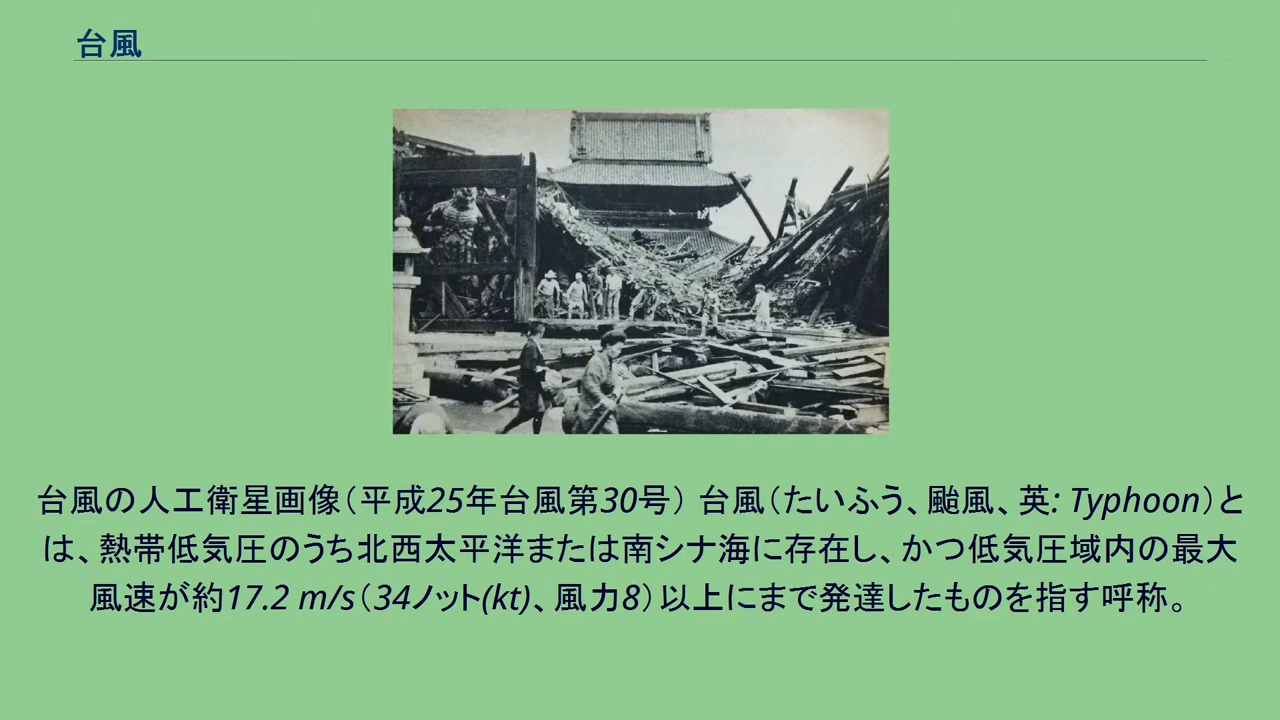 台風
台風の人工衛星画像（平成25年台風第30号） 台風（たいふう、颱風、英: Typhoon）と
は、熱帯低気圧のうち北西太平洋または南シナ海に存在し、かつ低気圧域内の最大
風速が約17.2 m/s（34ノット(kt)、風力8）以上にまで発達したものを指す呼称。